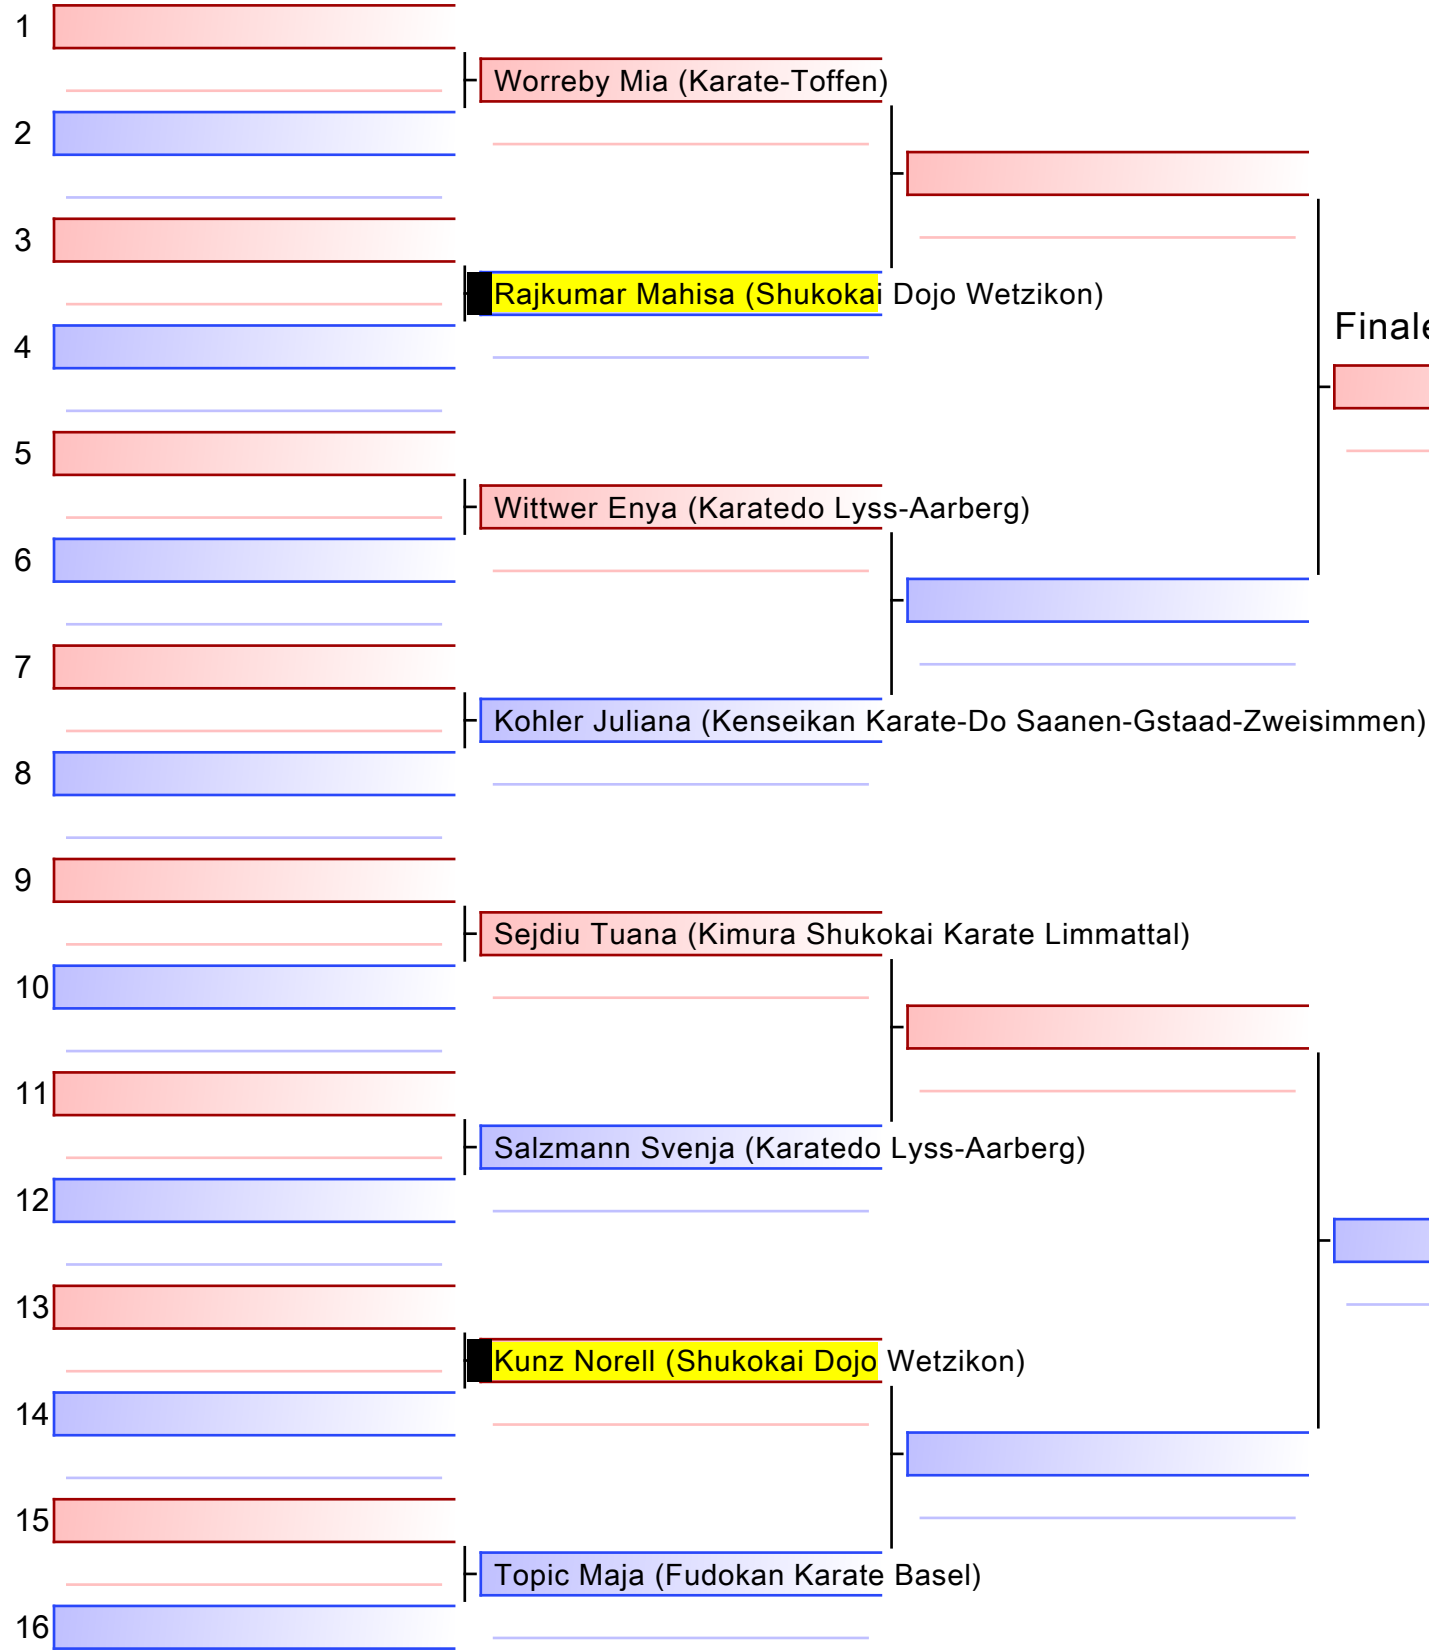 1
Worreby Mia (Karate-Toffen)
2
3
Rajkumar Mahisa (Shukokai Dojo Wetzikon)
Finale
4
5
Wittwer Enya (Karatedo Lyss-Aarberg)
6
7
Kohler Juliana (Kenseikan Karate-Do Saanen-Gstaad-Zweisimmen)
8
9
Sejdiu Tuana (Kimura Shukokai Karate Limmattal)
10
11
Salzmann Svenja (Karatedo Lyss-Aarberg)
12
13
Kunz Norell (Shukokai Dojo Wetzikon)
14
15
Topic Maja (Fudokan Karate Basel)
16